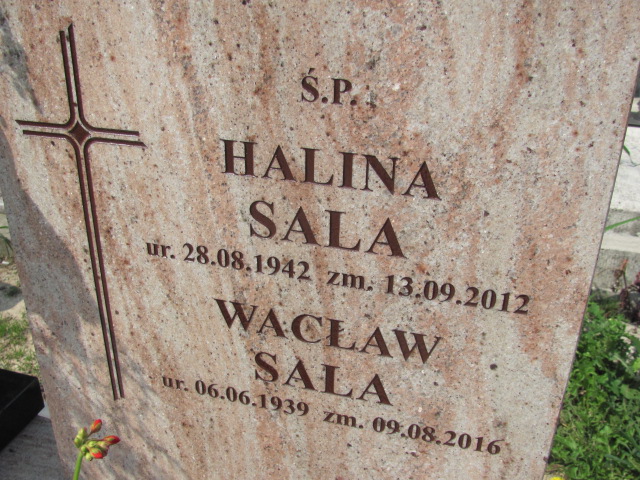 Ś.P.
HALINA
SALA
ur. 28.08.1942 zm. 13.09.2012
WACŁAW
SALA
ur. 06.06.1939 zm. 09.08.2016